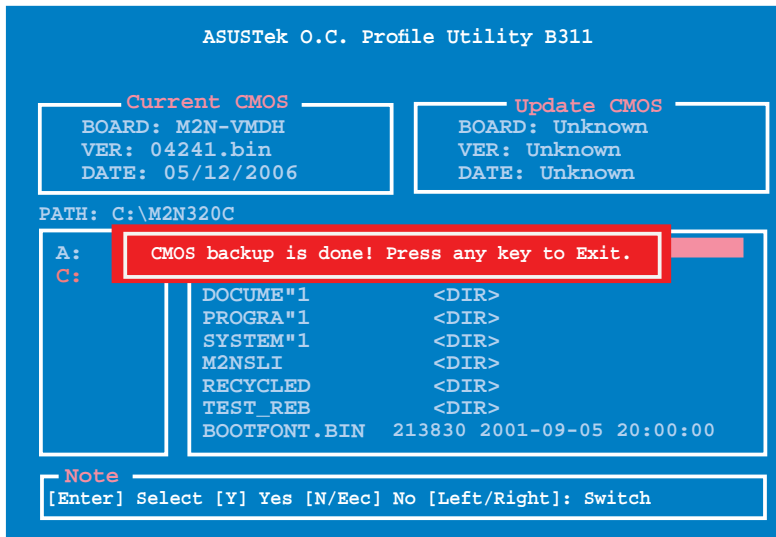 ASUSTek O.C. Profile Utility B311
Current CMOS
BOARD: M2N-VMDH
VER: 04241.bin
DATE: 05/12/2006
Update CMOS
BOARD: Unknown
VER: Unknown
DATE: Unknown
PATH: C:\M2N320C
A:
C:
CMOS backup is done! Press any key to Exit.
DOCUME"1 <DIR>
PROGRA"1 <DIR>
SYSTEM"1 <DIR>
M2NSLI <DIR>
RECYCLED <DIR>
TEST_REB <DIR>
BOOTFONT.BIN 213830 2001-09-05 20:00:00
Note
[Enter] Select [Y] Yes [N/Eec] No [Left/Right]: Switch